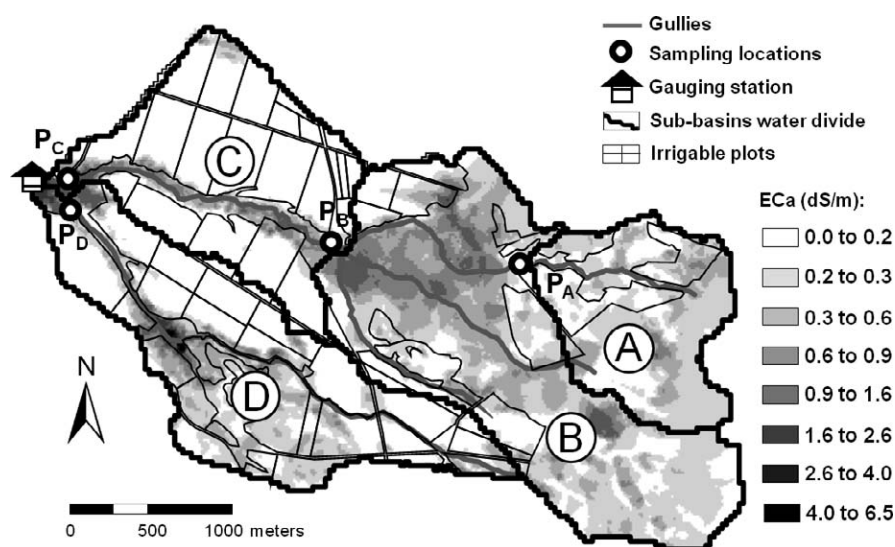 Gullies
Sampling locations
Gauging station
Sub-basins water divide
Irrigable plots
ECa (dS/m):
0.0 to 0.2
0.2 to 0.3
0.3 to 0.6
0.6 to 0.9
0.9 to 1.6
1.6 to 2.6
2.6 to 4.0
4.0 to 6.5
PC
C
PB
PD
PA
A
D
B
N
0 500 1000 meters